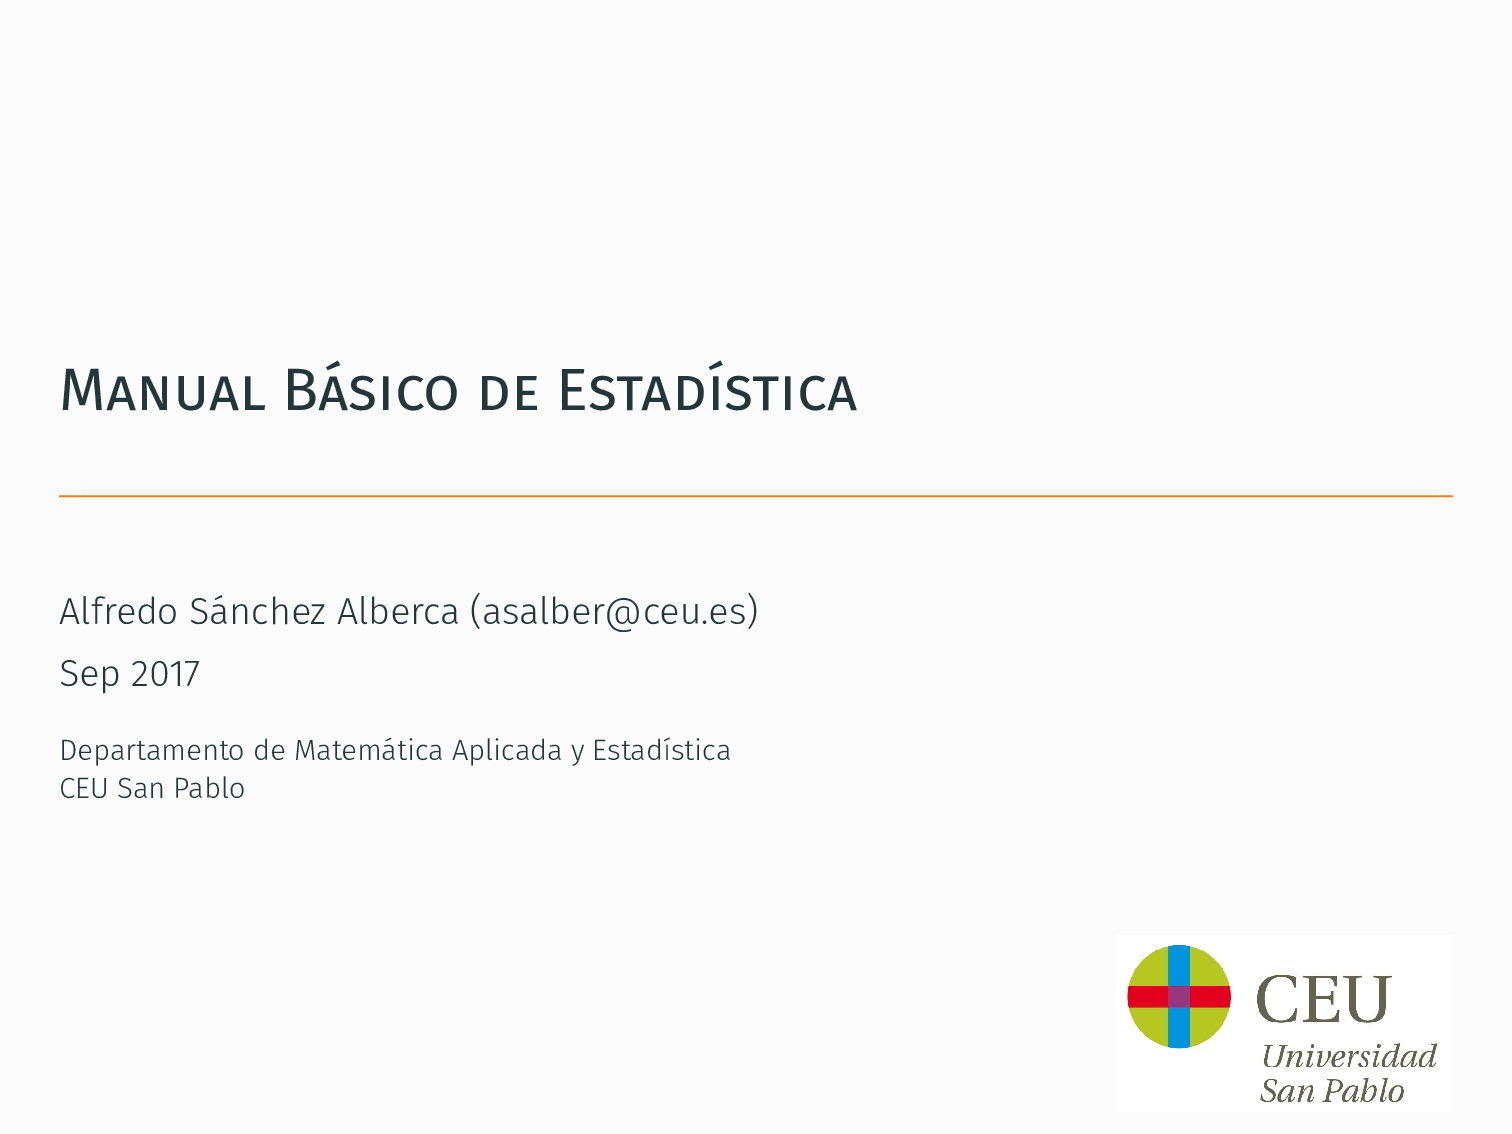 Manual Básico de Estadística
Alfredo Sánchez Alberca (asalber@ceu.es)
Sep 2017
Departamento de Matemática Aplicada y Estadística
CEU San Pablo
CEU
Universidad
San Pablo